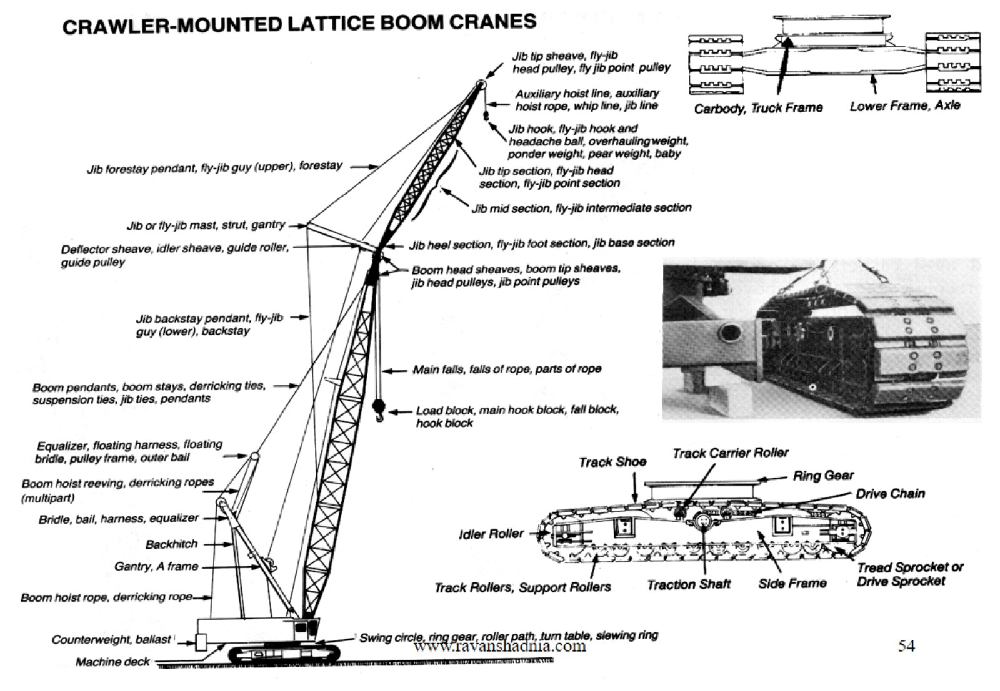 CRAWLER-MOUNTED LATTICE BOOM CRANES
Jib tip sheave, fly-jib
head pulley, fly jib point pulley
Auxiliary hoist line, auxiliary
hoist rope, whip line, jib line
Jib hook, fly-jib hook and
headache ball, overhauling weight,
ponder weight, pear weight, baby
Jib forestay pendant, fly-jib guy (upper), forestay
Jib tip section, fly-jib head
section, fly-jib point section
Jib mid section, fly-jib intermediate section
Jib or fly-jib mast, strut, gantry
Deflector sheave, idler sheave, guide roller,
guide pulley
Jib heel section, fly-jib foot section, jib base section
Boom head sheaves, boom tip sheaves,
jib head pulleys, jib point pulleys
Jib backstay pendant, fly-jib
guy (lower), backstay
Main falls, falls of rope, parts of rope
Boom pendants, boom stays, derricking ties,
suspension ties, jib ties, pendants
Load block, main hook block, fall block,
hook block
Equalizer, floating harness, floating
bridle, pulley frame, outer bail
Boom hoist reeving, derricking ropes
(multipart)
Bridle, bail, harness, equalizer
Backhitch
Gantry, A frame
Boom hoist rope, derricking rope
Counterweight, ballast
Machine deck
Swing circle, ring gear, roller path, turn table, slewing ring
Carbody, Truck Frame
Lower Frame, Axle
Track Shoe
Track Carrier Roller
Ring Gear
Drive Chain
Idler Roller
Track Rollers, Support Rollers
Traction Shaft
Side Frame
Tread Sprocket or
Drive Sprocket
www.ravanshadnia.com
54